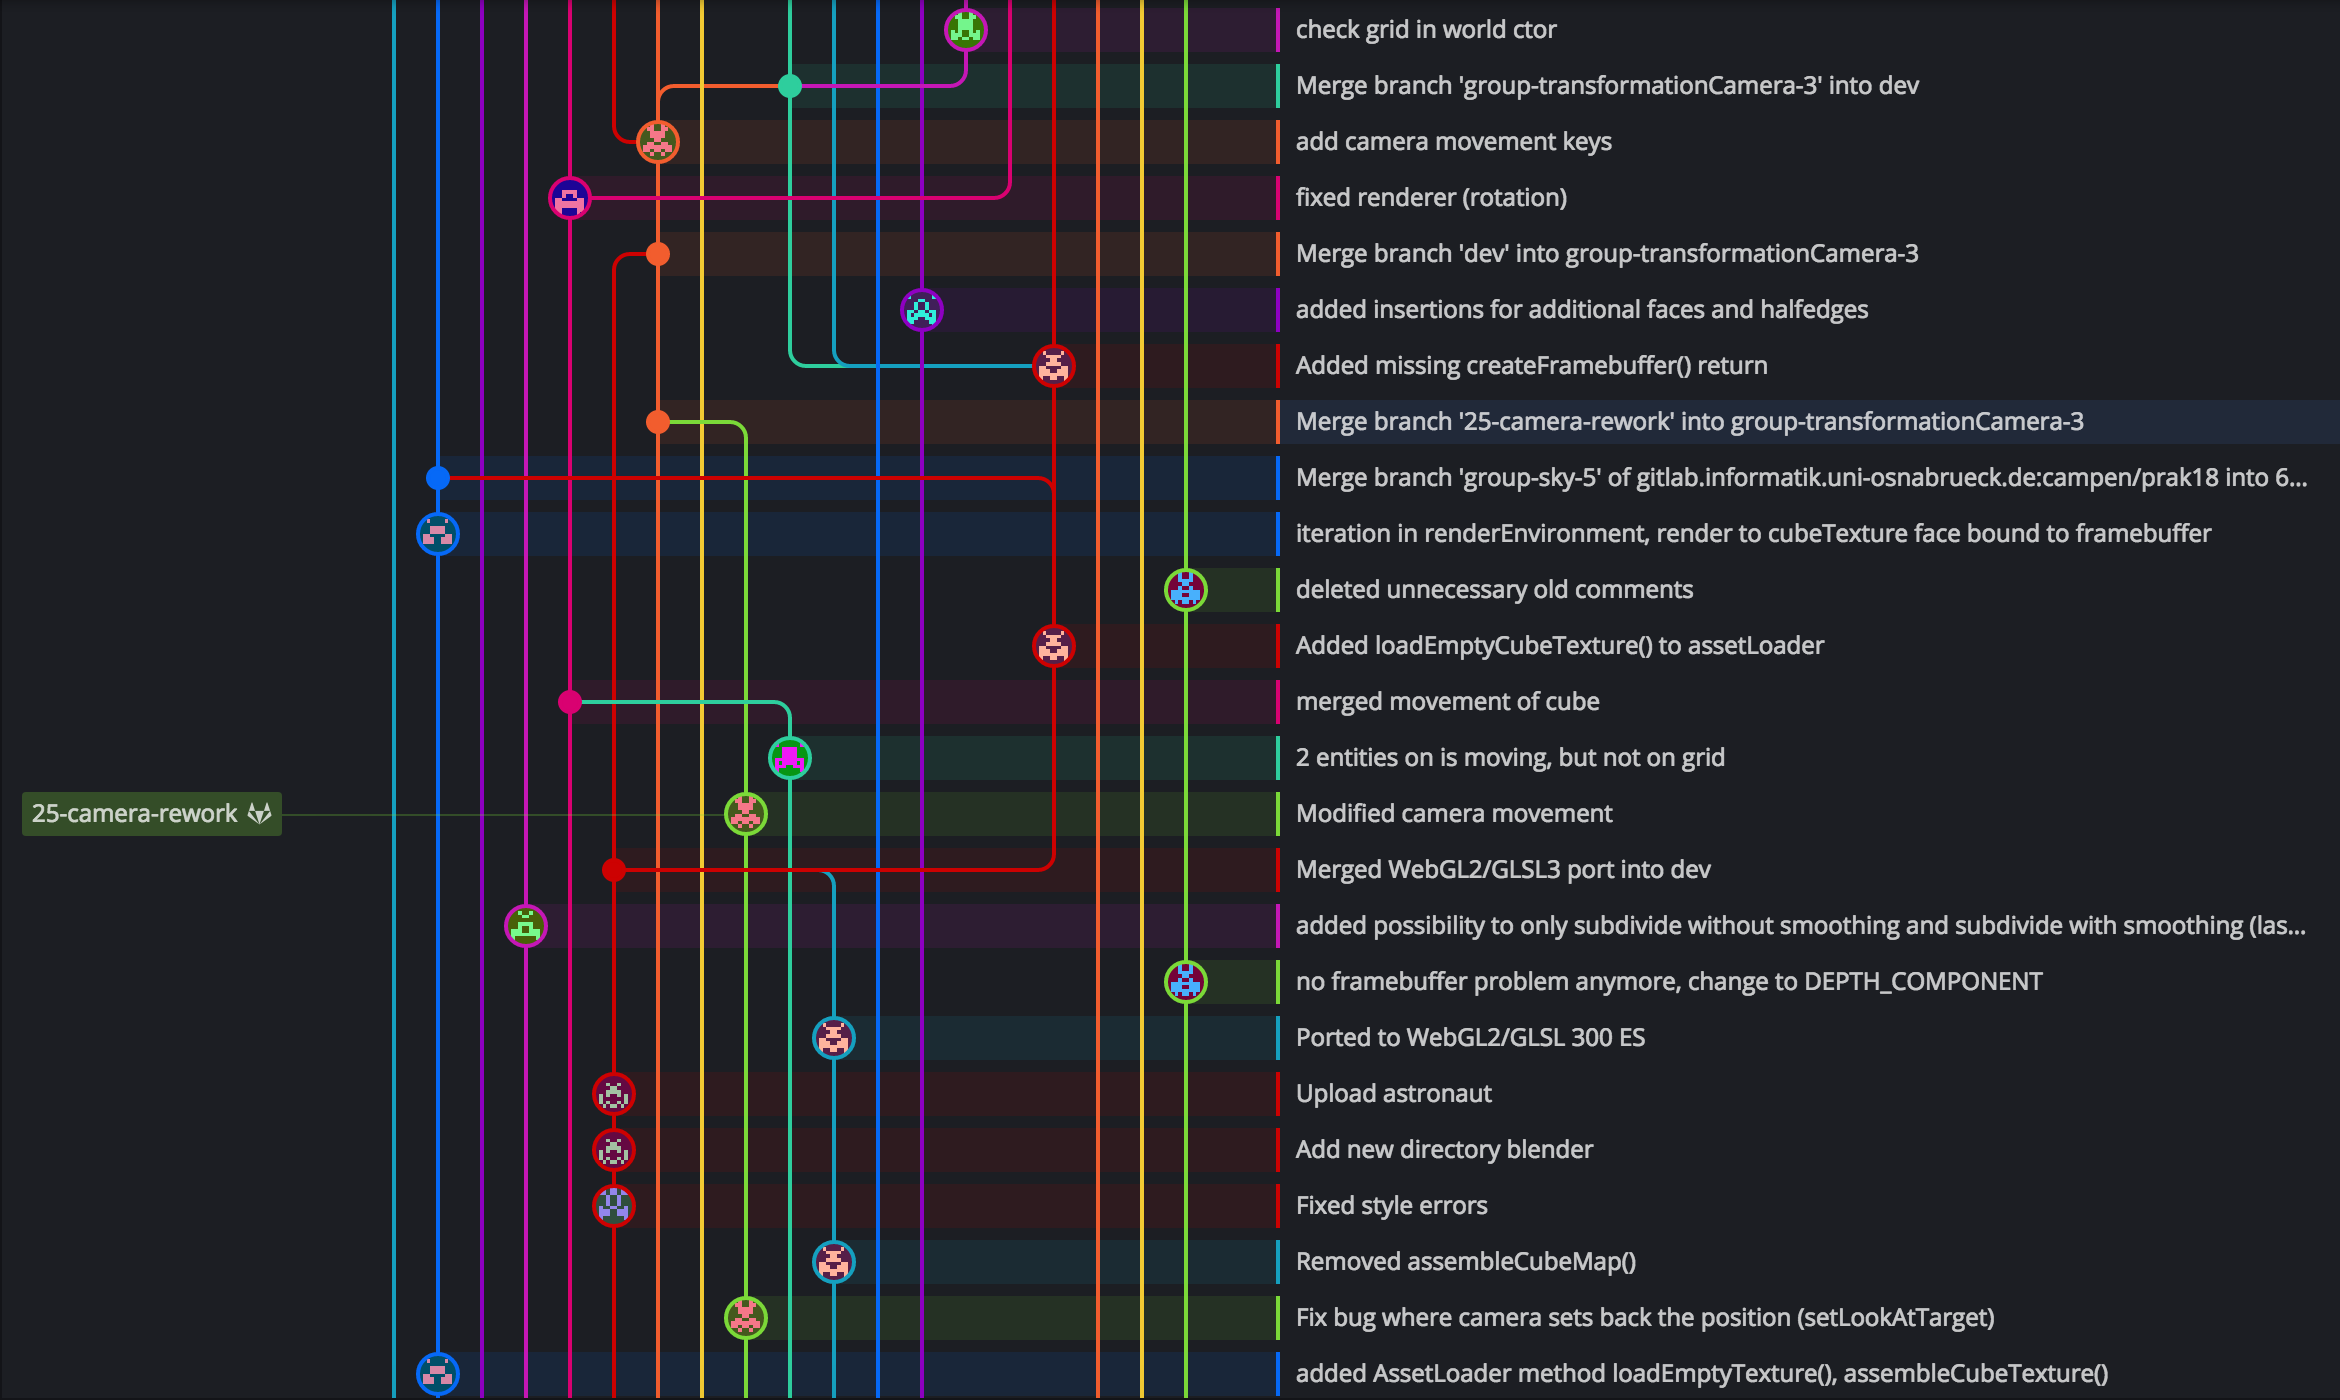 check grid in world ctor
Merge branch 'group-transformationCamera-3' into dev
add camera movement keys
fixed renderer (rotation)
Merge branch 'dev' into group-transformationCamera-3
added insertions for additional faces and halfedges
Added missing createFramebuffer() return
Merge branch '25-camera-rework' into group-transformationCamera-3
Merge branch 'group-sky-5' of gitlab.informatik.uni-osnabrueck.de:campen/prak18 into 6...
iteration in renderEnvironment, render to cubeTexture face bound to framebuffer
deleted unnecessary old comments
Added loadEmptyCubeTexture() to assetLoader
merged movement of cube
2 entities on is moving, but not on grid
25-camera-rework
Modified camera movement
Merged WebGL2/GLSL3 port into dev
added possibility to only subdivide without smoothing and subdivide with smoothing (las...
no framebuffer problem anymore, change to DEPTH_COMPONENT
Ported to WebGL2/GLSL 300 ES
Upload astronaut
Add new directory blender
Fixed style errors
Removed assembleCubeMap()
Fix bug where camera sets back the position (setLookAtTarget)
added AssetLoader method loadEmptyTexture(), assembleCubeTexture()